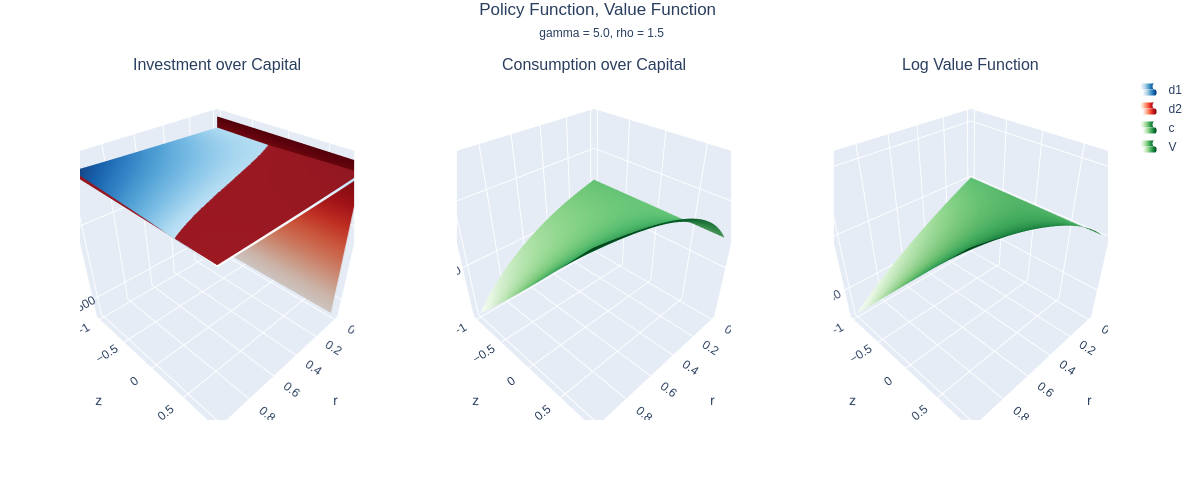 Policy Function, Value Function
gamma = 5.0, rho = 1.5
Investment over Capital
Consumption over Capital
Log Value Function
d1
d2
c
V
−1
−0.5
0
0.5
z
0
0.2
0.4
0.6
0.8
r
−1
−0.5
0
0.5
z
0
0.2
0.4
0.6
0.8
r
−1
−0.5
0
0.5
z
0
0.2
0.4
0.6
0.8
r